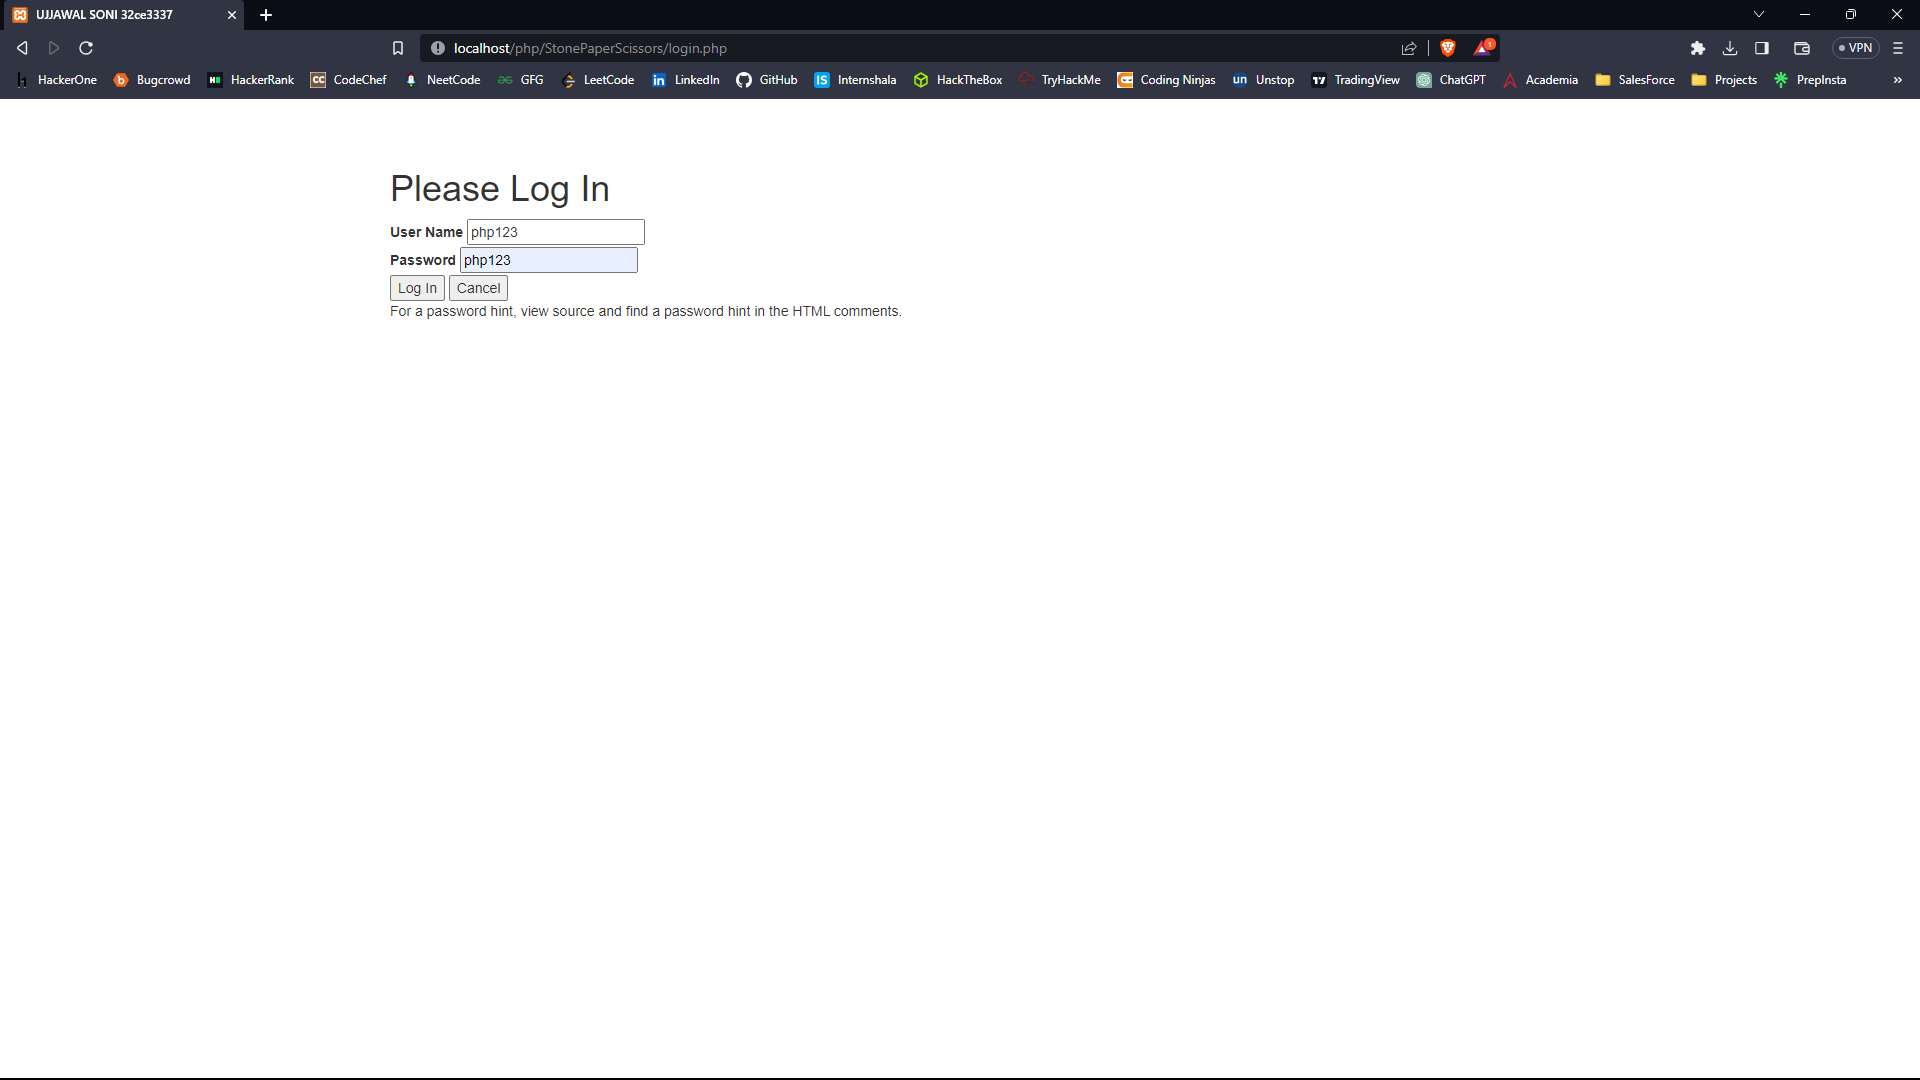 UJJAWAL SONI 32ce3337
localhost/php/StonePaperScissors/login.php
1
VPN
HackerOne Bugcrowd HackerRank CodeChef NeetCode GFG LeetCode LinkedIn GitHub Internshala HackTheBox TryHackMe Coding Ninjas Unstop TradingView ChatGPT Academia SalesForce Projects PrepInsta »
Please Log In
User Name php123
Password php123
Log In Cancel
For a password hint, view source and find a password hint in the HTML comments.